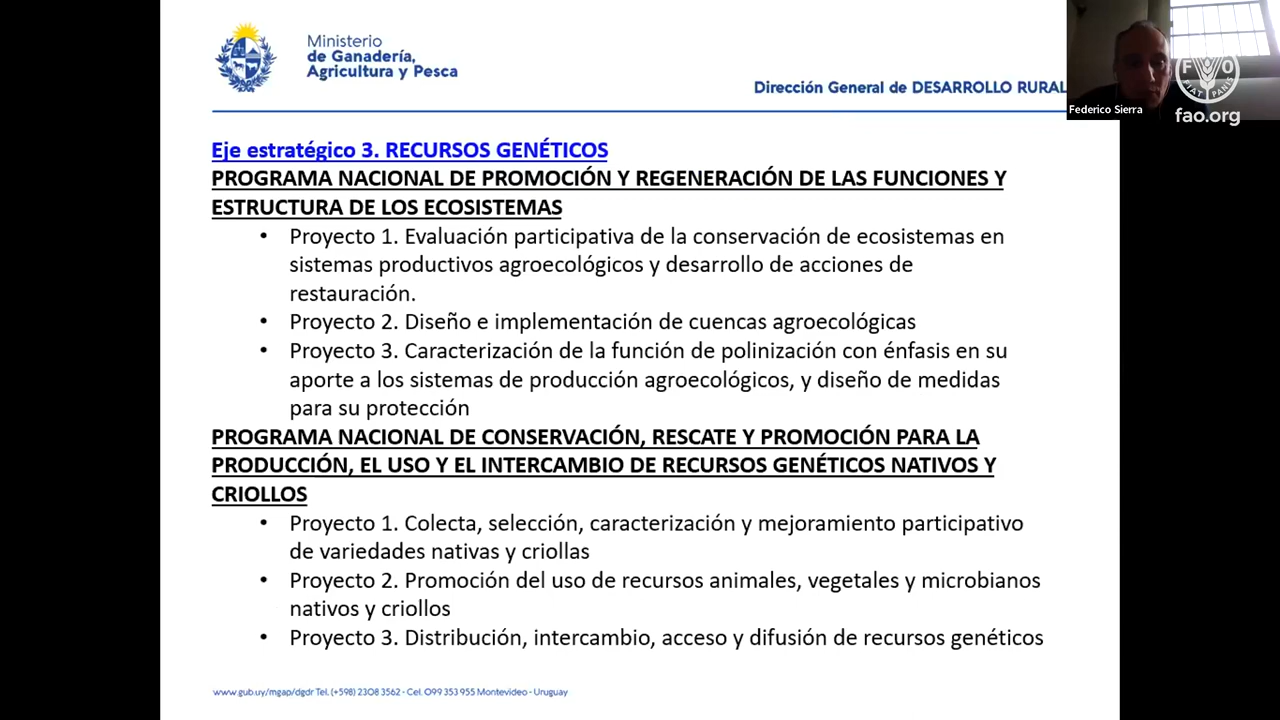 Ministerio
de Ganadería,
Agricultura y Pesca
Dirección General de DESARROLLO RURAL
Federico Sierra
F O
FIAT PANIS
fao.org
Eje estratégico 3. RECURSOS GENÉTICOS
PROGRAMA NACIONAL DE PROMOCIÓN Y REGENERACIÓN DE LAS FUNCIONES Y
ESTRUCTURA DE LOS ECOSISTEMAS
• Proyecto 1. Evaluación participativa de la conservación de ecosistemas en
sistemas productivos agroecológicos y desarrollo de acciones de
restauración.
• Proyecto 2. Diseño e implementación de cuencas agroecológicas
• Proyecto 3. Caracterización de la función de polinización con énfasis en su
aporte a los sistemas de producción agroecológicos, y diseño de medidas
para su protección
PROGRAMA NACIONAL DE CONSERVACIÓN, RESCATE Y PROMOCIÓN PARA LA
PRODUCCIÓN, EL USO Y EL INTERCAMBIO DE RECURSOS GENÉTICOS NATIVOS Y
CRIOLLOS
• Proyecto 1. Colecta, selección, caracterización y mejoramiento participativo
de variedades nativas y criollas
• Proyecto 2. Promoción del uso de recursos animales, vegetales y microbianos
nativos y criollos
• Proyecto 3. Distribución, intercambio, acceso y difusión de recursos genéticos
www.gub.uy/mgap/dgdr Tel. (+598) 2308 3562 - Cel. 099 353 955 Montevideo - Uruguay